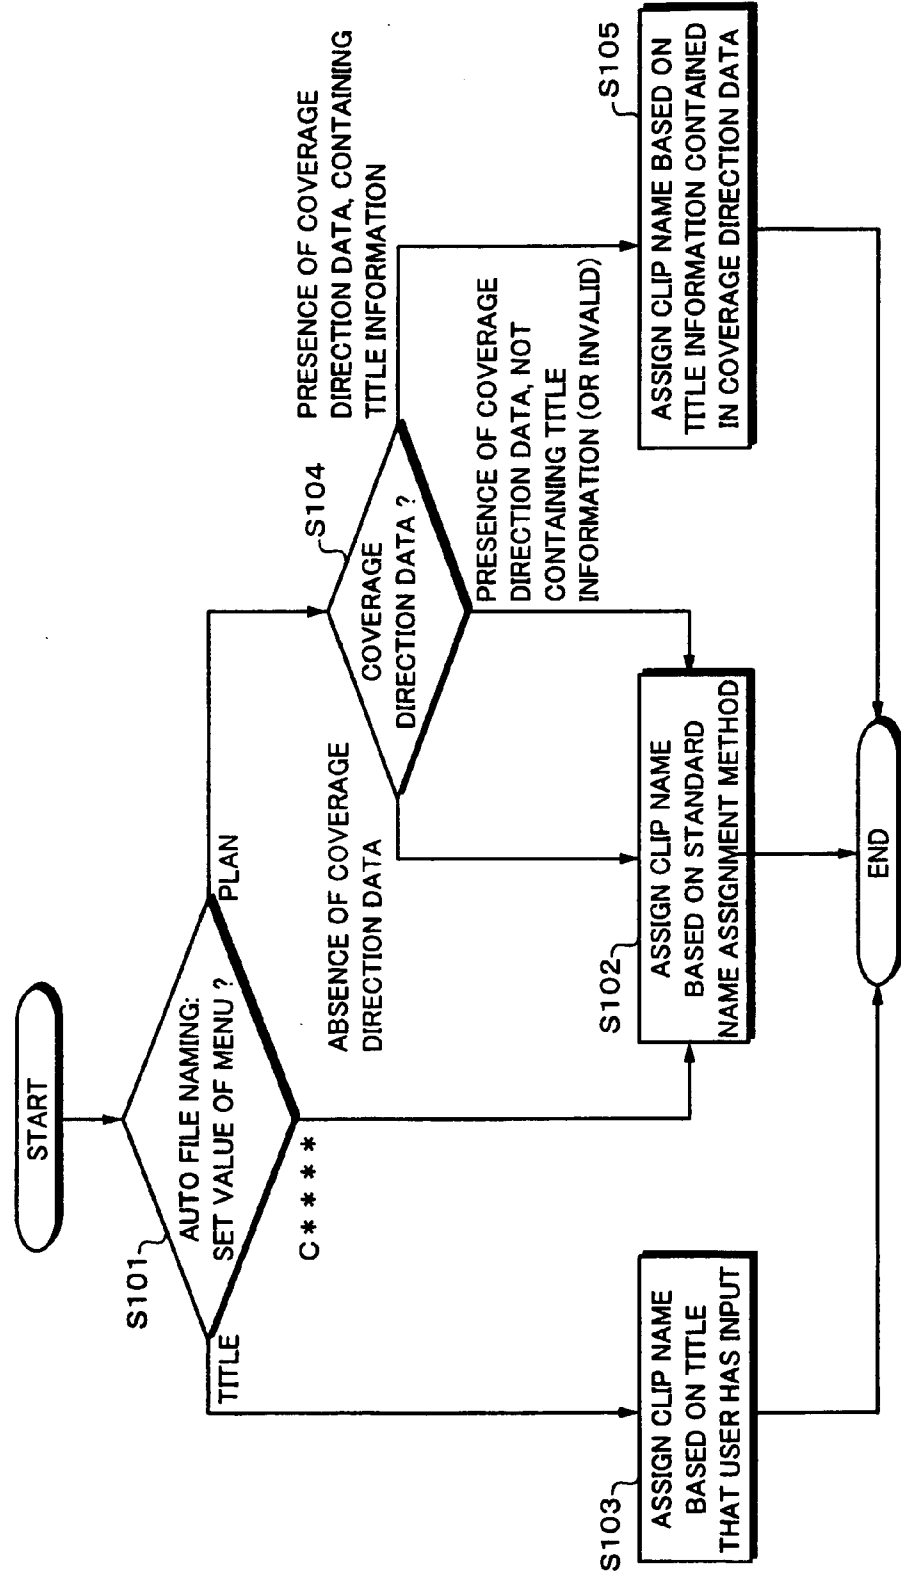 START
S101
AUTO FILE NAMING:
SET VALUE OF MENU ?
TITLE
PLAN
C * * * *
S104
COVERAGE
DIRECTION DATA ?
PRESENCE OF COVERAGE
DIRECTION DATA, CONTAINING
TITLE INFORMATION
ABSENCE OF COVERAGE
DIRECTION DATA
PRESENCE OF COVERAGE
DIRECTION DATA, NOT
CONTAINING TITLE
INFORMATION (OR INVALID)
S103
ASSIGN CLIP NAME
BASED ON TITLE
THAT USER HAS INPUT
S102
ASSIGN CLIP NAME
BASED ON STANDARD
NAME ASSIGNMENT METHOD
S105
ASSIGN CLIP NAME BASED ON
TITLE INFORMATION CONTAINED
IN COVERAGE DIRECTION DATA
END